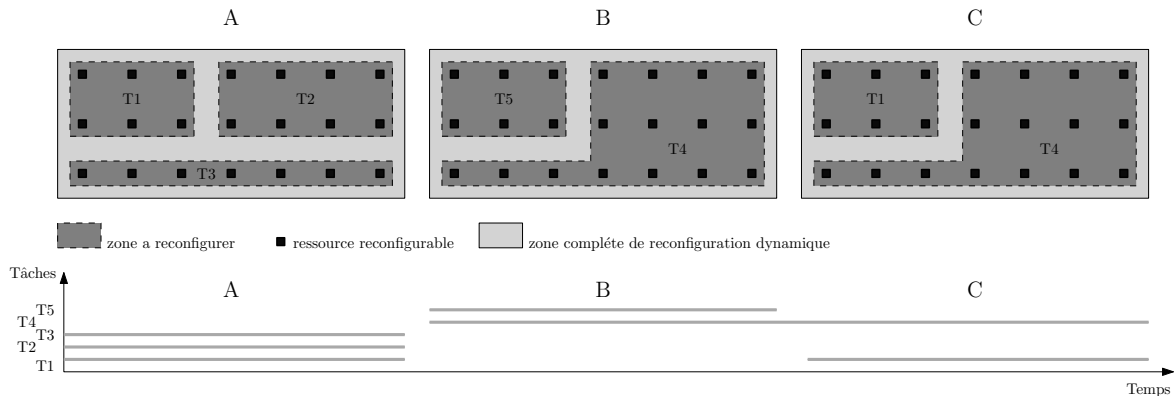 A B C
T1 T2 T5 T1
T4 T4
T3
zone a reconfigurer ressource reconfigurable zone compléte de reconfiguration dynamique
Tâches
A B C
T5
T4
T3
T2
T1
Temps